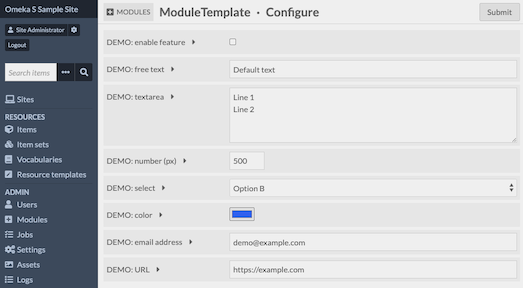 Omeka S Sample Site
Site Administrator
Logout
Search items
Sites
RESOURCES
Items
Item sets
Vocabularies
Resource templates
ADMIN
Users
Modules
Jobs
Settings
Assets
Logs
MODULES ModuleTemplate · Configure Submit
DEMO: enable feature
DEMO: free text Default text
DEMO: textarea Line 1
Line 2
DEMO: number (px) 500
DEMO: select Option B
DEMO: color
DEMO: email address demo@example.com
DEMO: URL https://example.com